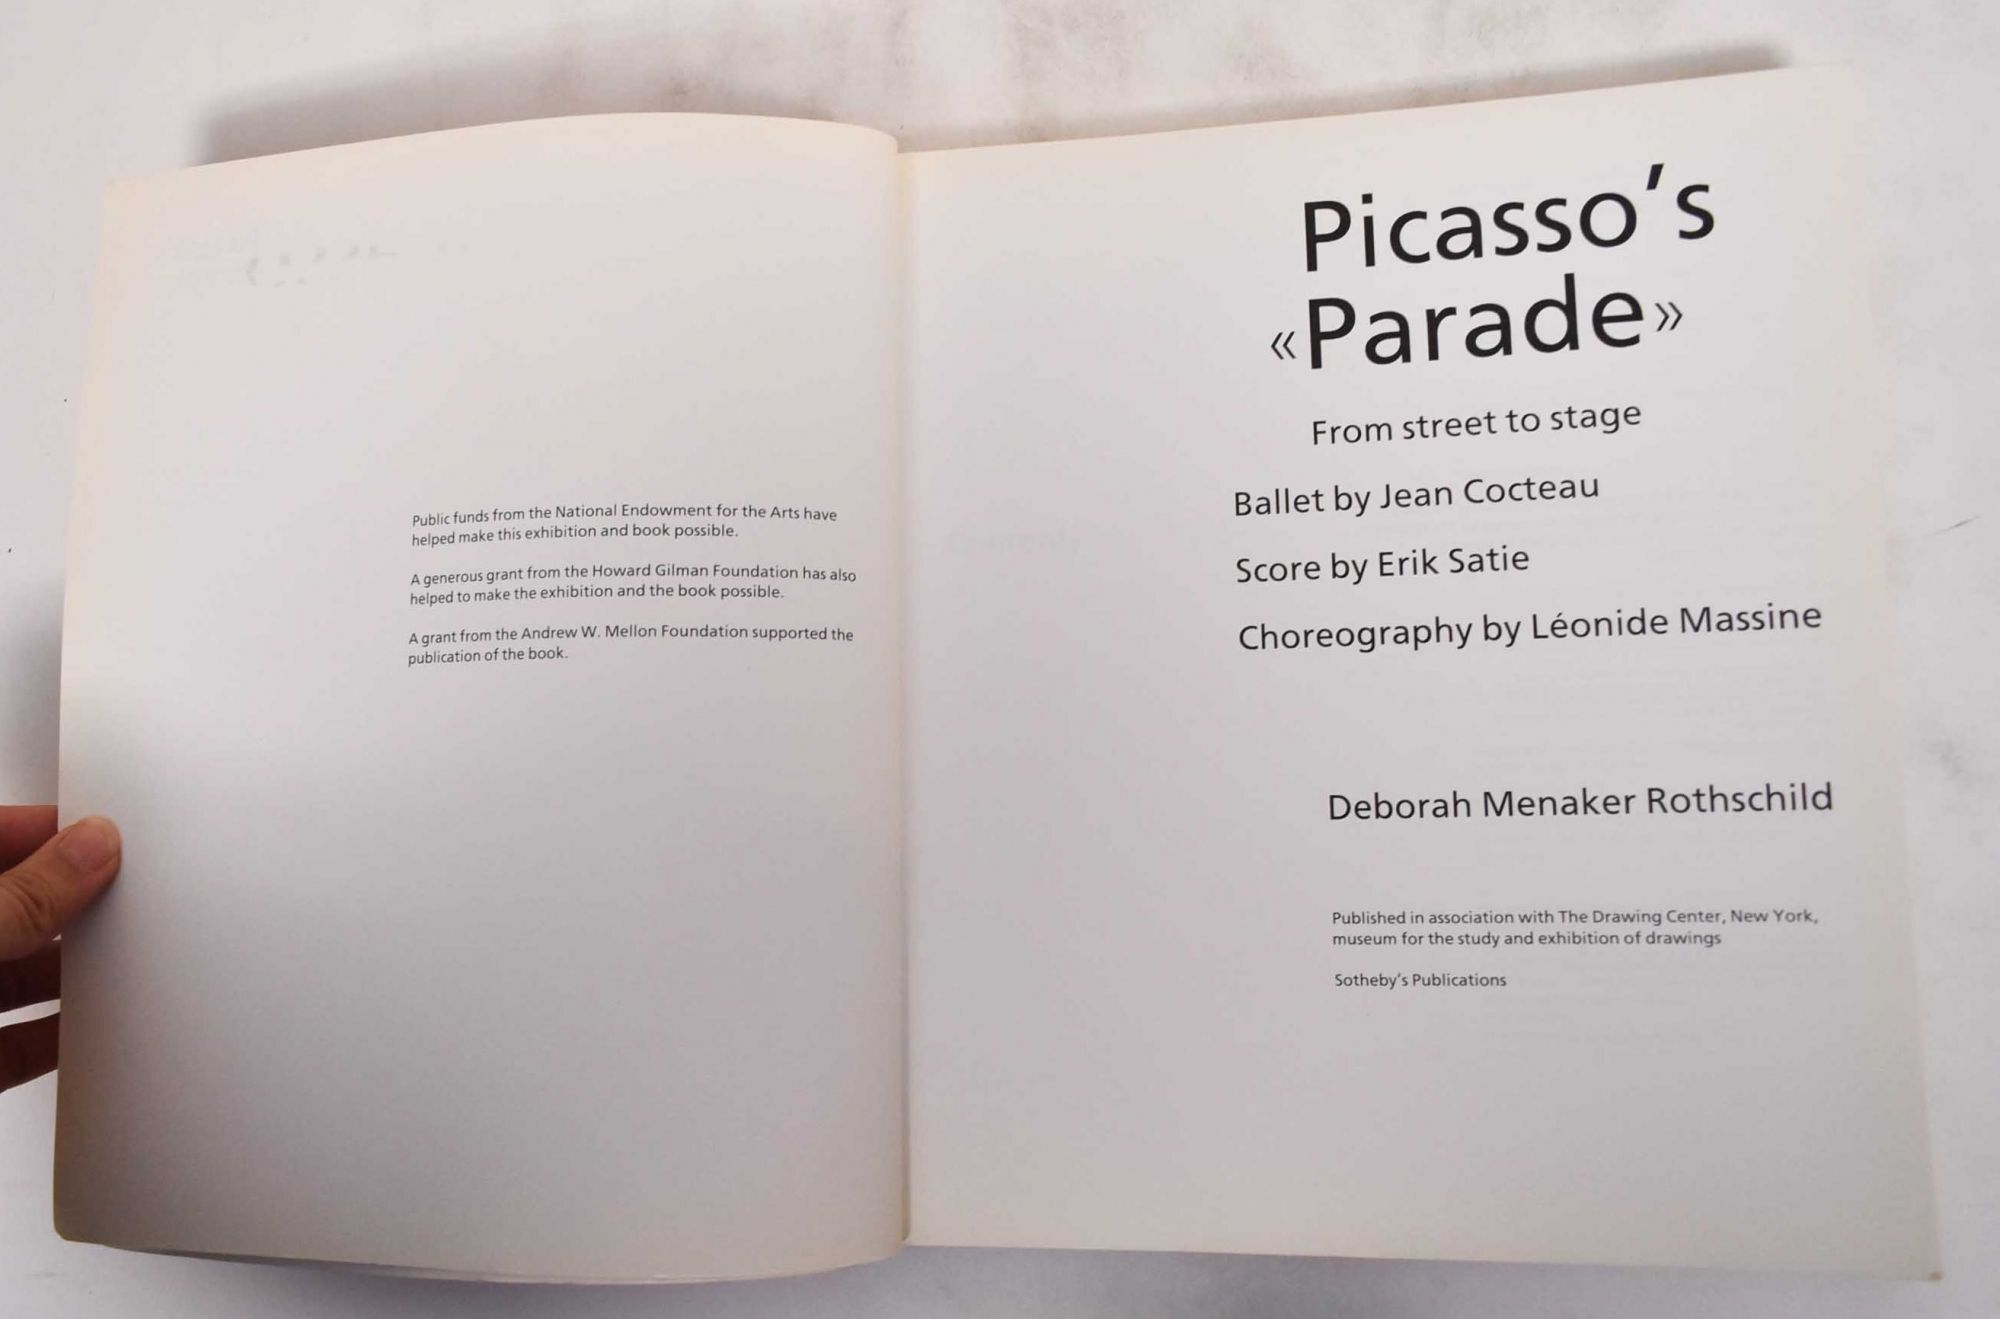 Public funds from the National Endowment for the Arts have
helped make this exhibition and book possible.
A generous grant from the Howard Gilman Foundation has also
helped to make the exhibition and the book possible.
A grant from the Andrew W. Mellon Foundation supported the
publication of the book.
Picasso's
«Parade»
From street to stage
Ballet by Jean Cocteau
Score by Erik Satie
Choreography by Léonide Massine
Deborah Menaker Rothschild
Published in association with The Drawing Center, New York,
museum for the study and exhibition of drawings
Sotheby's Publications